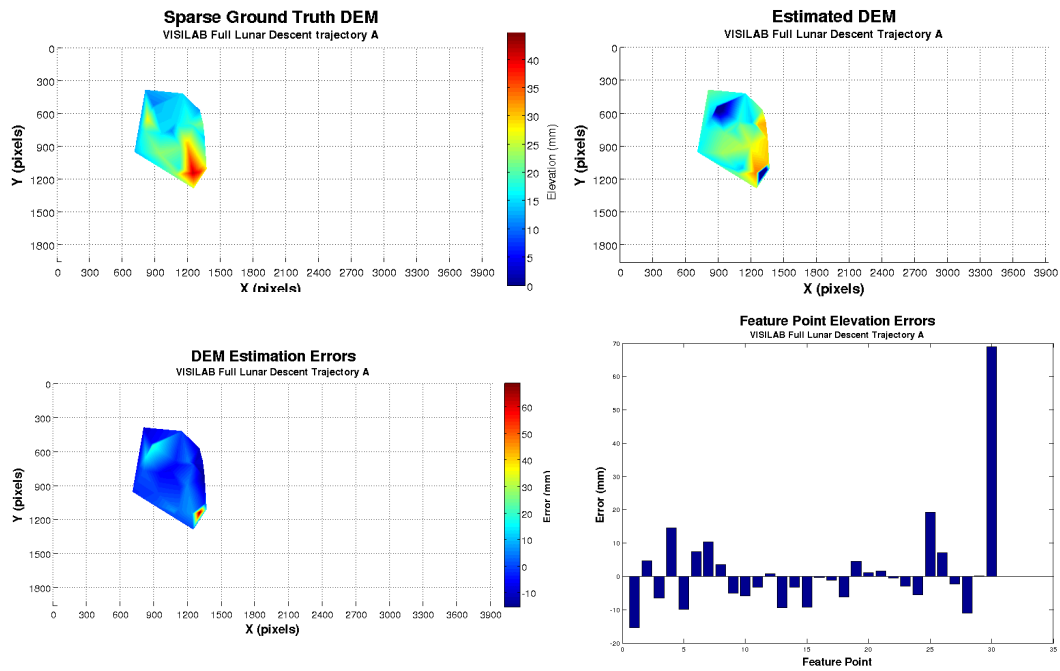 Sparse Ground Truth DEM
VISILAB Full Lunar Descent trajectory A
0
300
600
900
1200
1500
1800
Y (pixels)
0 300 600 900 1200 1500 1800 2100 2400 2700 3000 3300 3600 3900
X (pixels)
40
35
30
25
20
15
10
5
0
Elevation (mm)
Estimated DEM
VISILAB Full Lunar Descent Trajectory A
0
300
600
900
1200
1500
1800
Y (pixels)
0 300 600 900 1200 1500 1800 2100 2400 2700 3000 3300 3600 3900
X (pixels)
DEM Estimation Errors
VISILAB Full Lunar Descent Trajectory A
0
300
600
900
1200
1500
1800
Y (pixels)
0 300 600 900 1200 1500 1800 2100 2400 2700 3000 3300 3600 3900
X (pixels)
60
50
40
30
20
10
0
-10
Error (mm)
Feature Point Elevation Errors
VISILAB Full Lunar Descent Trajectory A
70
60
50
40
30
20
10
0
-10
-20
Error (mm)
0 5 10 15 20 25 30 35
Feature Point